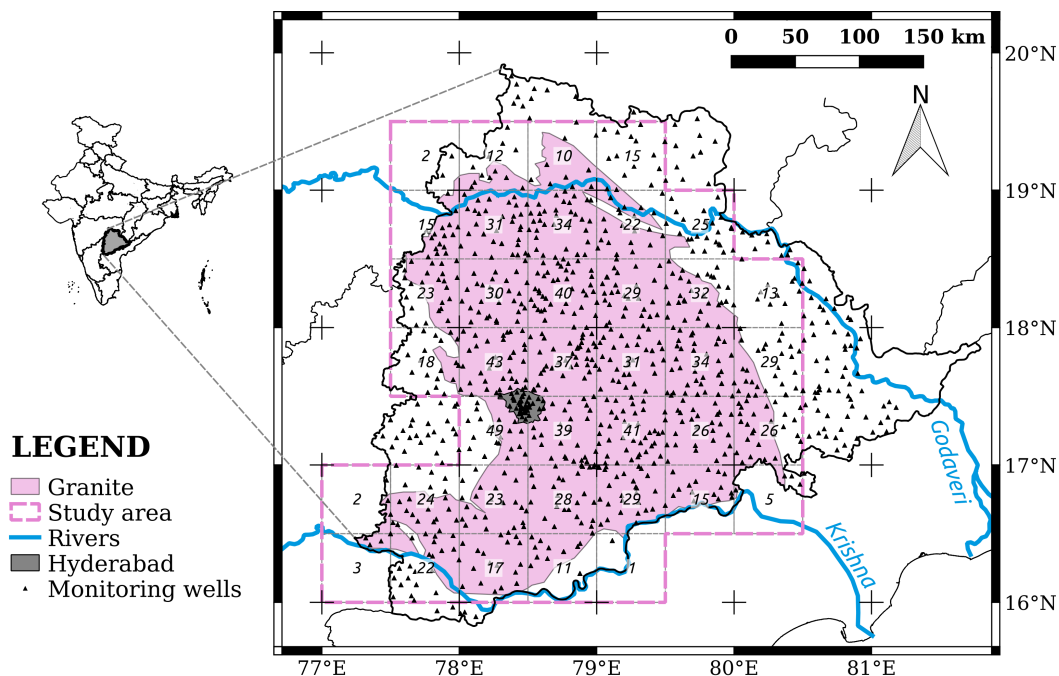 0 50 100 150 km
20°N
N
2 12 10 15
19°N
15 31 34 22 25
23 30 40 29 32 13
18°N
18 43 37 31 34 29
49 39 41 26 26
LEGEND
Granite
Study area
Rivers
Hyderabad
Monitoring wells
Godaveri
17°N
2 24 23 28 29 15 5
Krishna
3 22 17 11 1
16°N
77°E 78°E 79°E 80°E 81°E